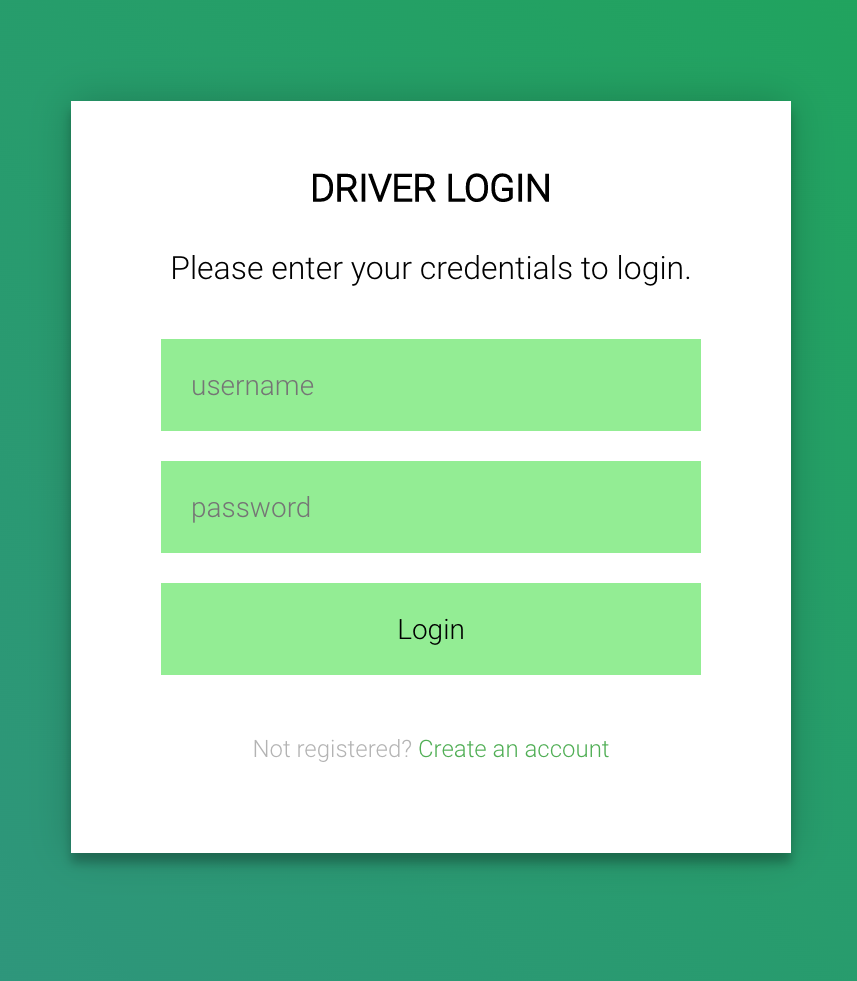 DRIVER LOGIN
Please enter your credentials to login.
username
password
Login
Not registered? Create an account